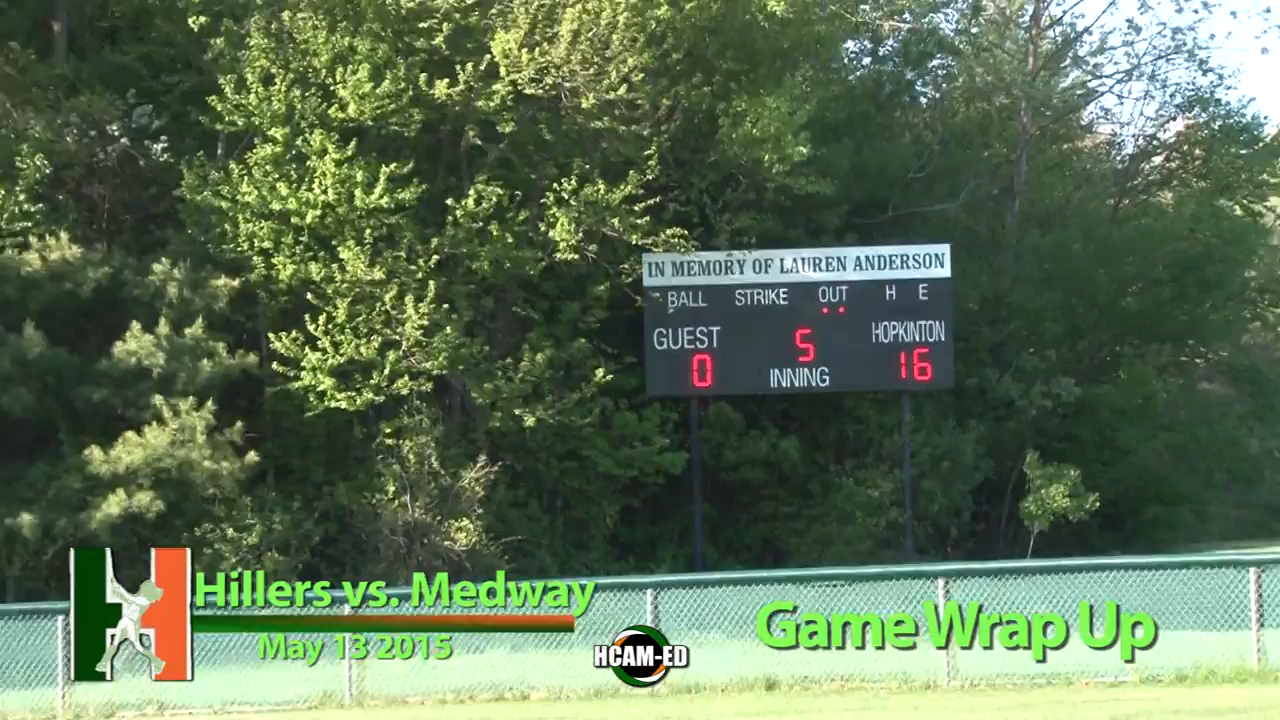 IN MEMORY OF LAUREN ANDERSON
BALL STRIKE OUT H E
GUEST 5 HOPKINTON
0 INNING 16
H Hillers vs. Medway
May 13 2015
HCAM-ED
Game Wrap Up